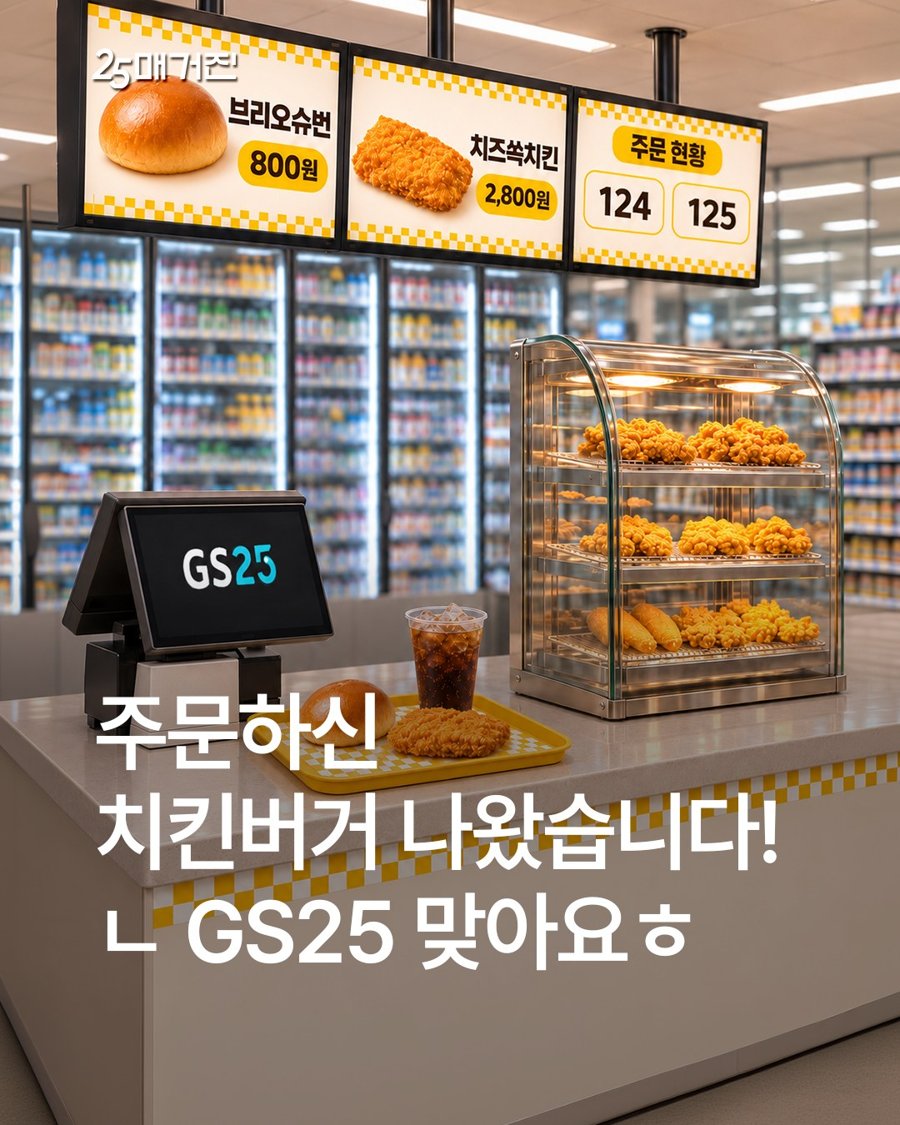 25매거진
브리오슈번
800원
치즈쏙치킨
2,800원
주문 현황
124
125
GS25
주문하신
치킨버거 나왔습니다!
ㄴ GS25 맞아요ㅎ